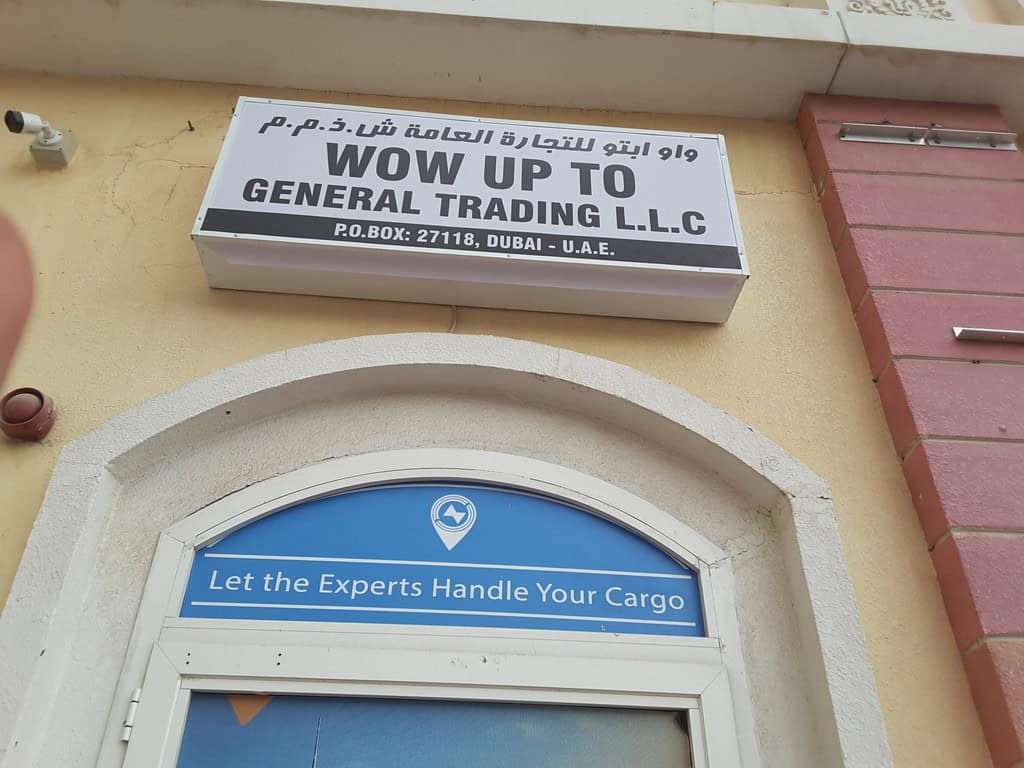 واو ابتو للتجارة العامة ش.ذ.م.م
WOW UP TO
GENERAL TRADING L.L.C
P.O.BOX: 27118, DUBAI - U.A.E.
Let the Experts Handle Your Cargo